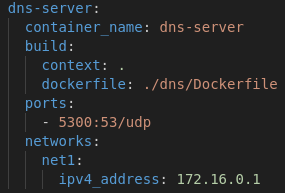 dns-server:
  container_name: dns-server
  build:
    context: .
    dockerfile: ./dns/Dockerfile
  ports:
    - 5300:53/udp
  networks:
    net1:
      ipv4_address: 172.16.0.1